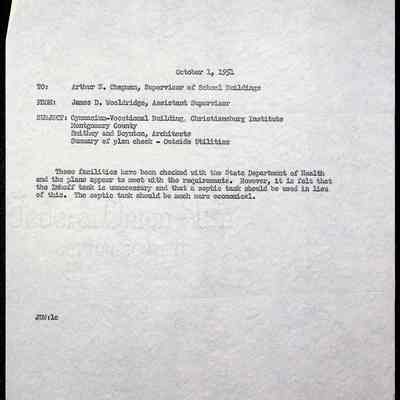 October 1, 1951
TO: Arthur E. Chapman, Supervisor of School Buildings
FROM: James D. Wooldridge, Assistant Supervisor
SUBJECT: Gymnasium-Vocational Building, Christiansburg Institute
Montgomery County
Smithey and Boynton, Architects
Summary of plan check - Outside Utilities
These facilities have been checked with the State Department of Health
and the plans appear to meet with the requirements. However, it is felt that
the Imhoff tank is unnecessary and that a septic tank should be used in lieu
of this. The septic tank should be much more economical.
JDW:lc